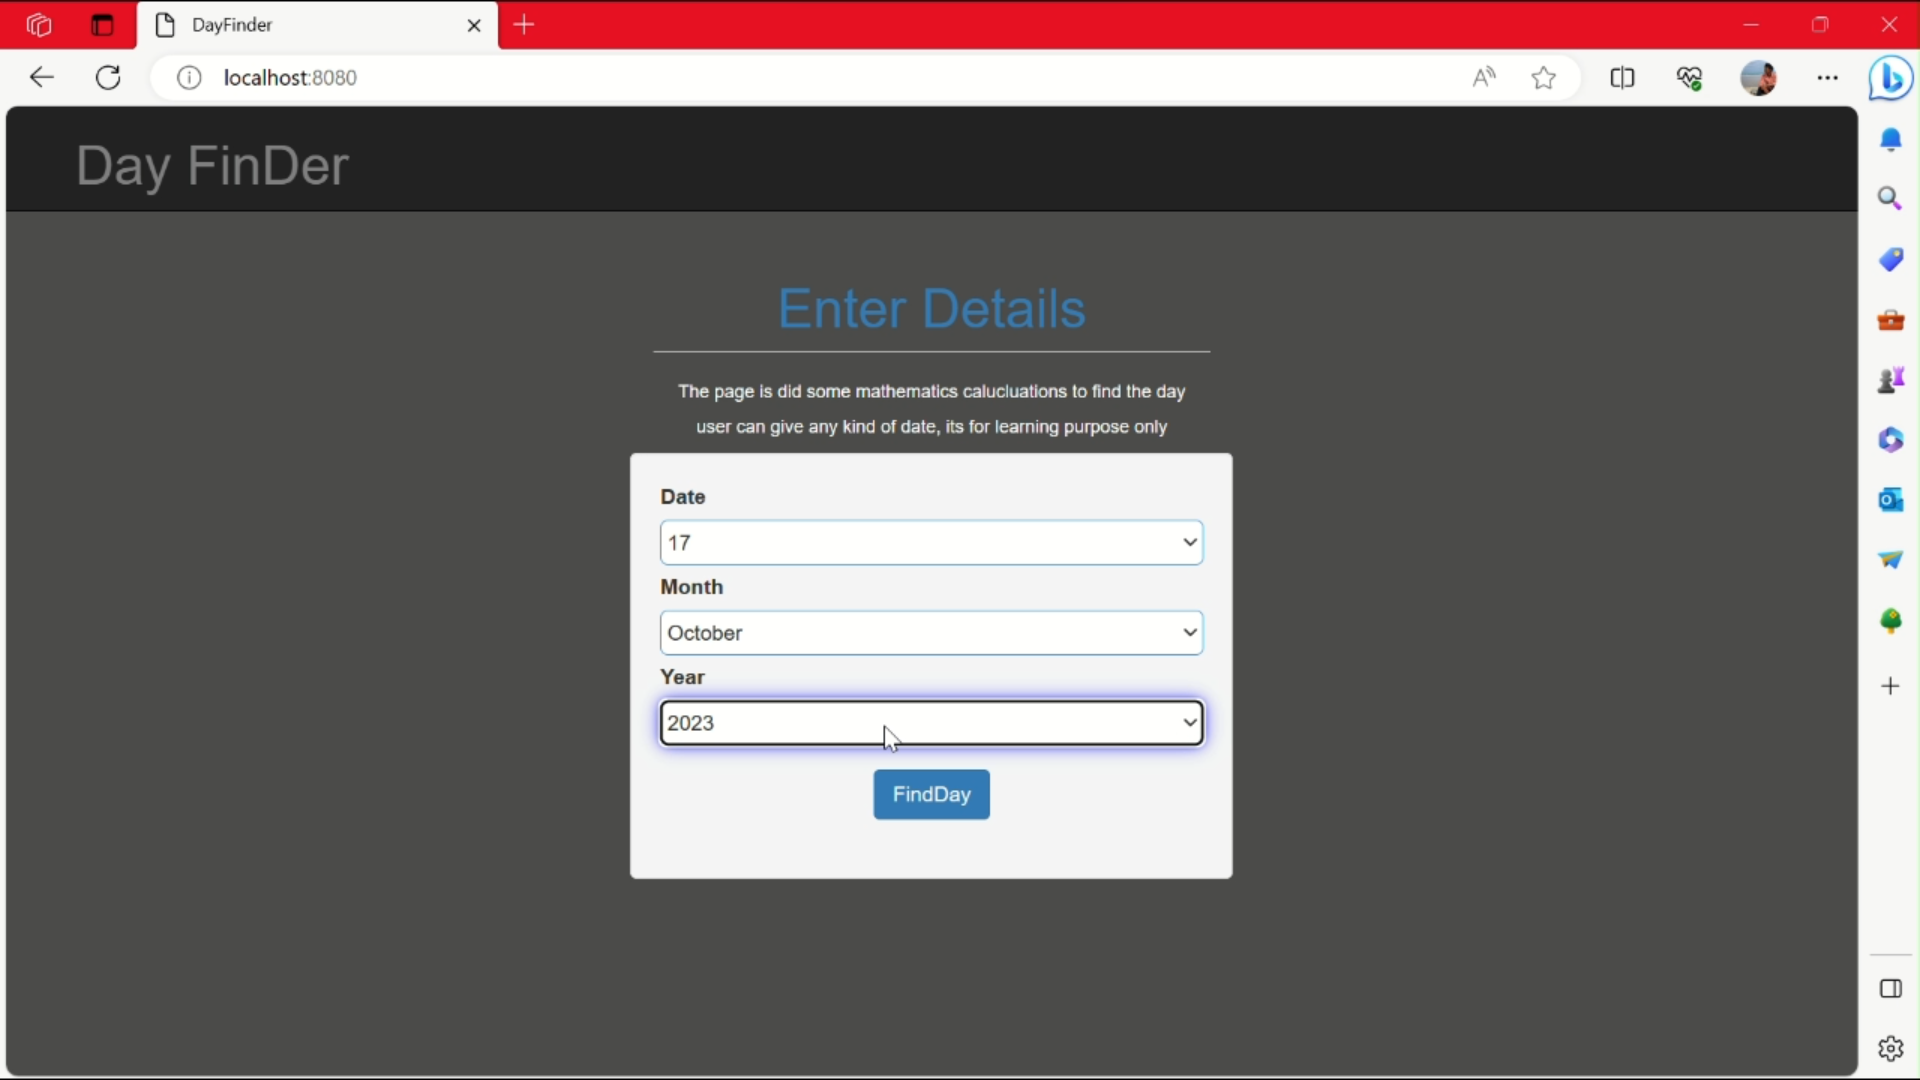 DayFinder
localhost:8080
Day FinDer
Enter Details
The page is did some mathematics calucluations to find the day
user can give any kind of date, its for learning purpose only
Date
17
Month
October
Year
2023
FindDay